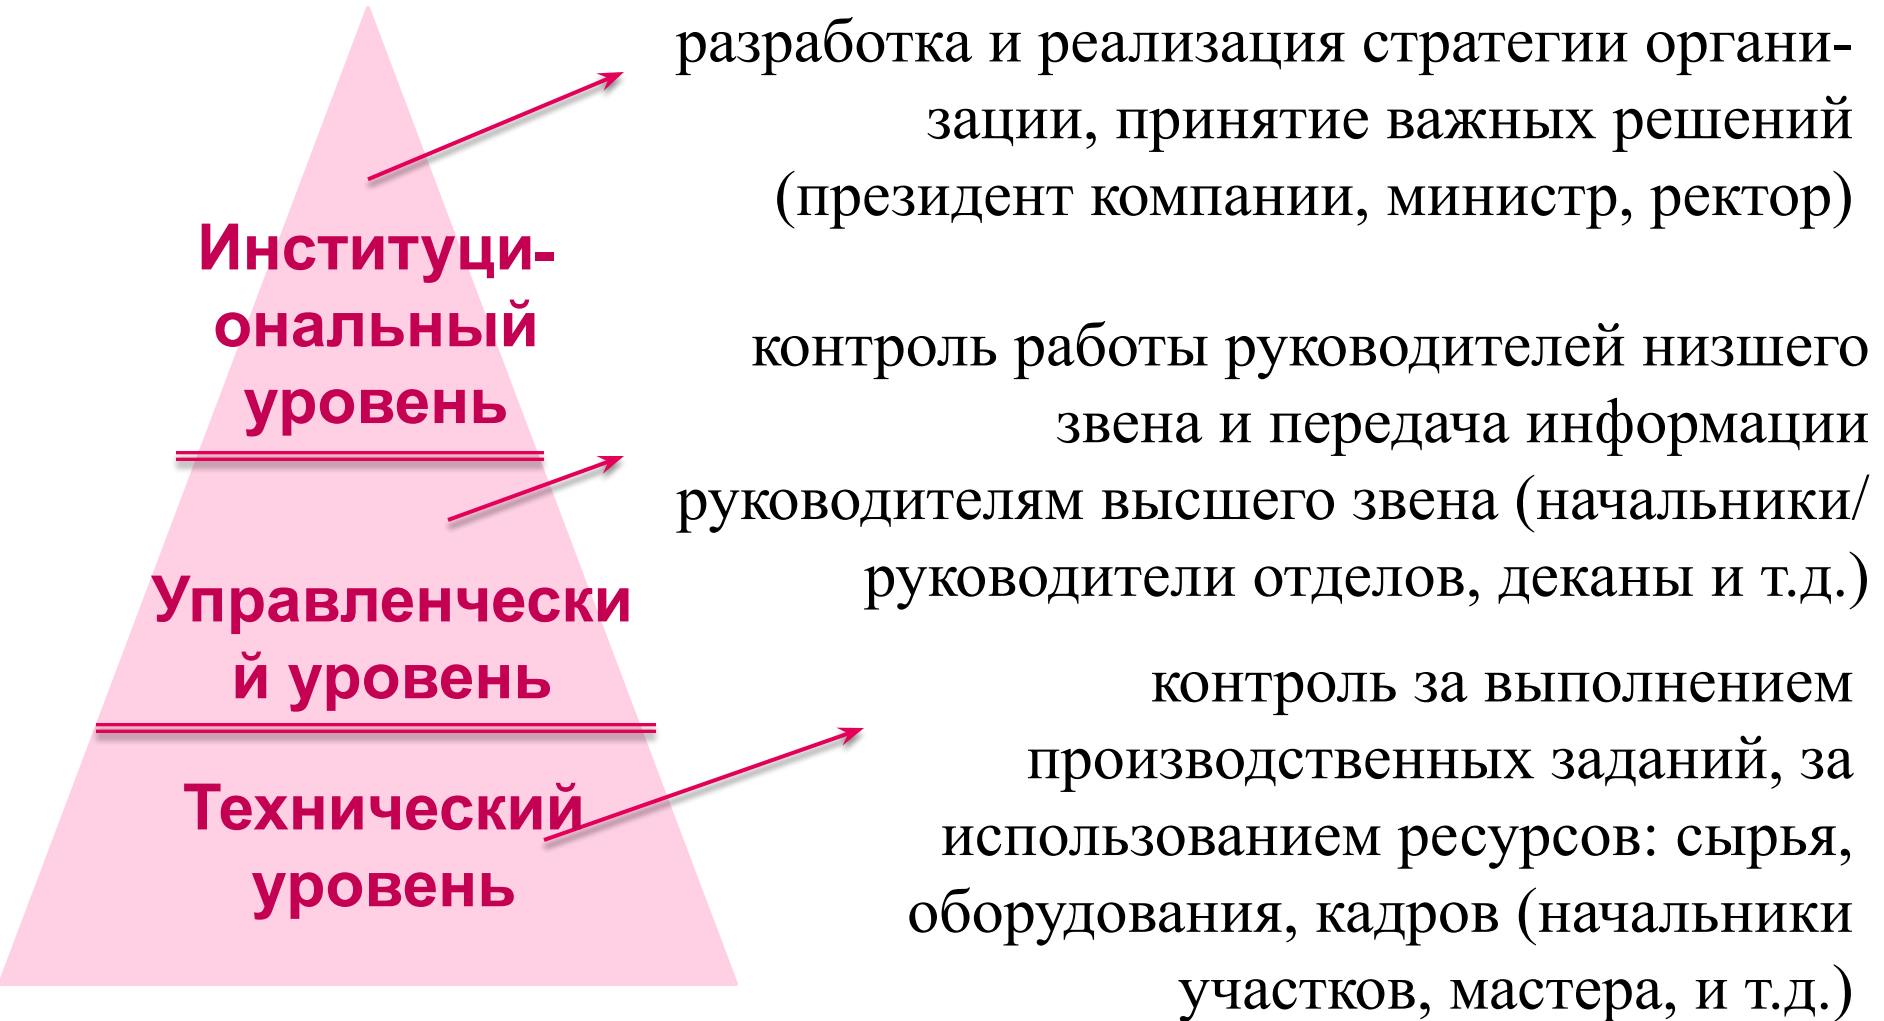 разработка и реализация стратегии органи-
зации, принятие важных решений
(президент компании, министр, ректор)
Институци-
ональный
уровень
контроль работы руководителей низшего
звена и передача информации
руководителям высшего звена (начальники/
руководители отделов, деканы и т.д.)
Управленчески
й уровень
контроль за выполнением
производственных заданий, за
использованием ресурсов: сырья,
оборудования, кадров (начальники
участков, мастера, и т.д.)
Технический
уровень